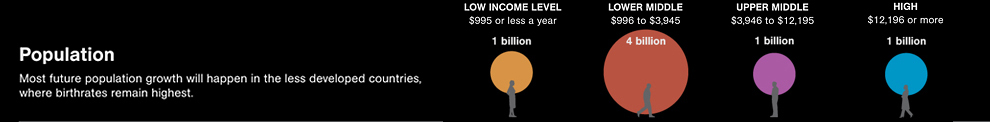 LOW INCOME LEVEL
$995 or less a year
1 billion
LOWER MIDDLE
$996 to $3,945
4 billion
UPPER MIDDLE
$3,946 to $12,195
1 billion
HIGH
$12,196 or more
1 billion
Population
Most future population growth will happen in the less developed countries,
where birthrates remain highest.